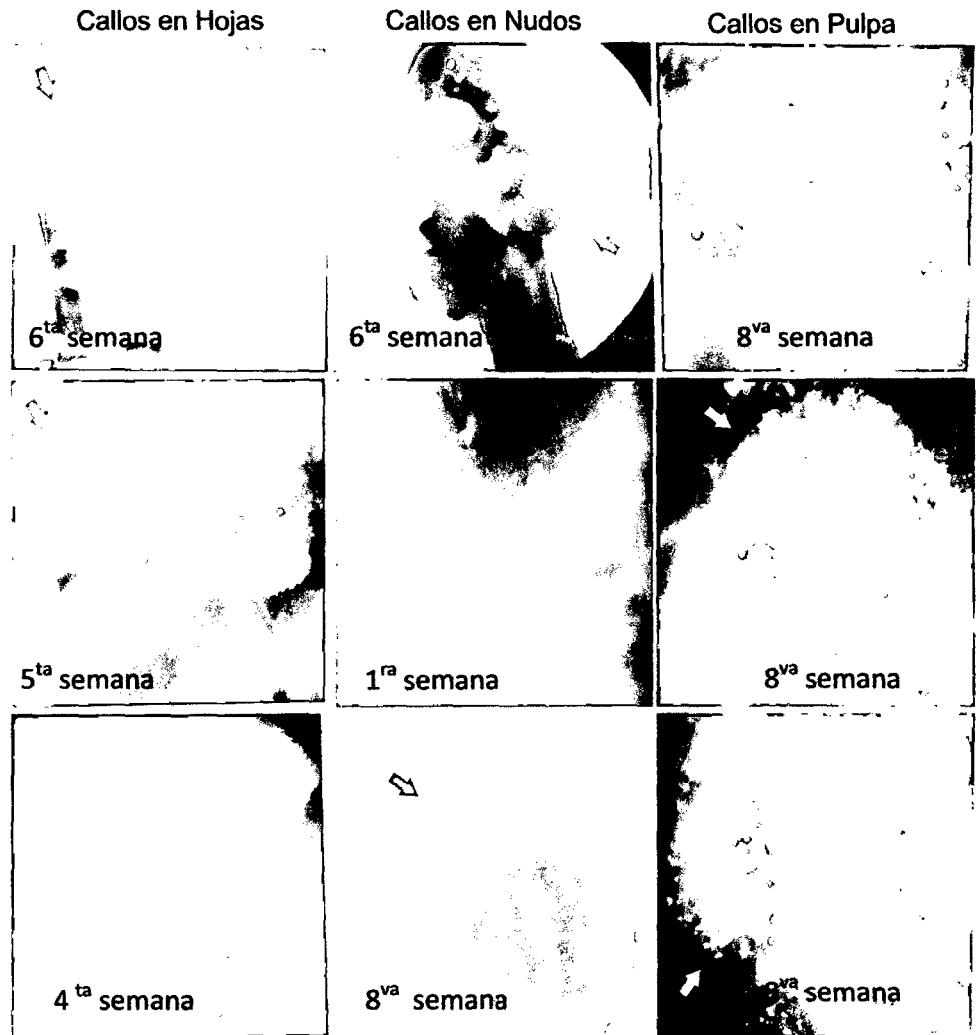 Callos en Hojas Callos en Nudos Callos en Pulpa
6ta semana 6ta semana 8va semana
5ta semana 1ra semana 8va semana
4 ta semana 8va semana 8va semana